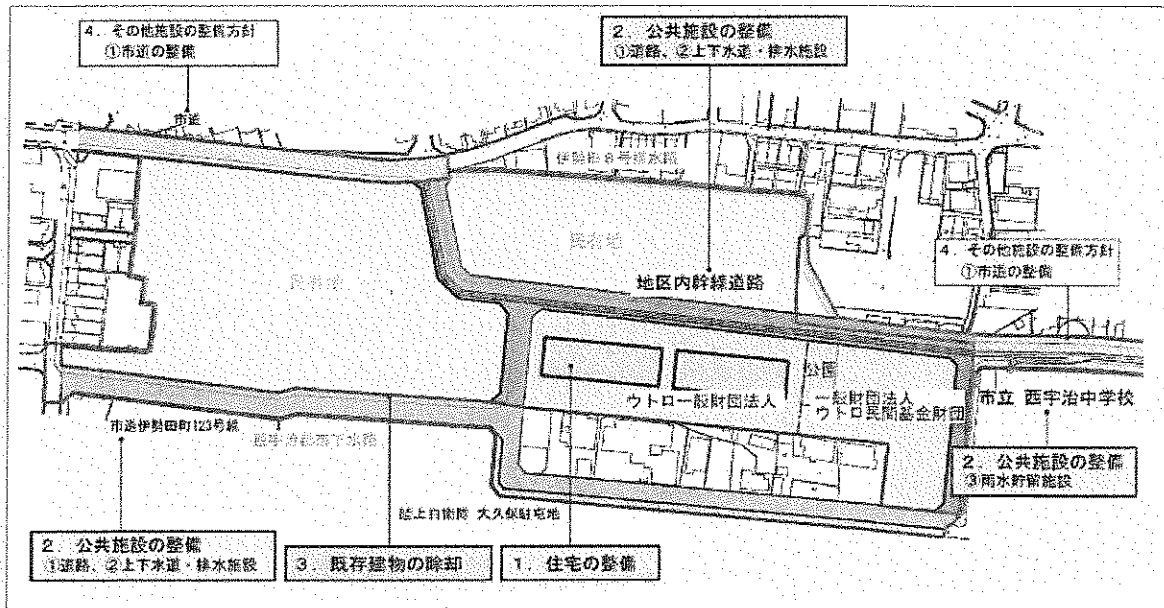 4. その他施設の整備方針
①市道の整備
2. 公共施設の整備
①道路、②上下水道・排水施設
市道
伊勢田8号排水路
民有地
民有地
4. その他施設の整備方針
①市道の整備
地区内幹線道路
公園
ウトロ一般財団法人
一般財団法人
ウトロ民間基金財団
市立 西宇治中学校
市道伊勢田町123号線
2. 公共施設の整備
③雨水貯留施設
陸上自衛隊 大久保駐屯地
2. 公共施設の整備
①道路、②上下水道・排水施設
3. 既存建物の除却
1. 住宅の整備